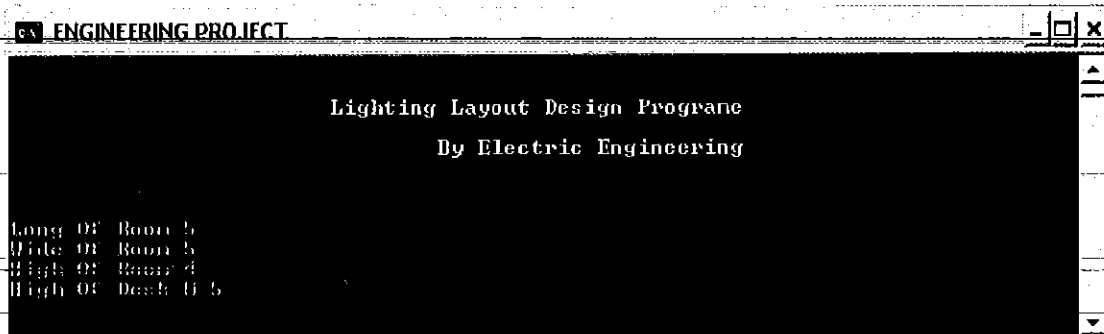 ENGINEERING PROJECT
Lighting Layout Design Programe
By Electric Engineering
Long Of Room 5
Wide Of Room 5
High Of Room 4
High Of Desk 0.5